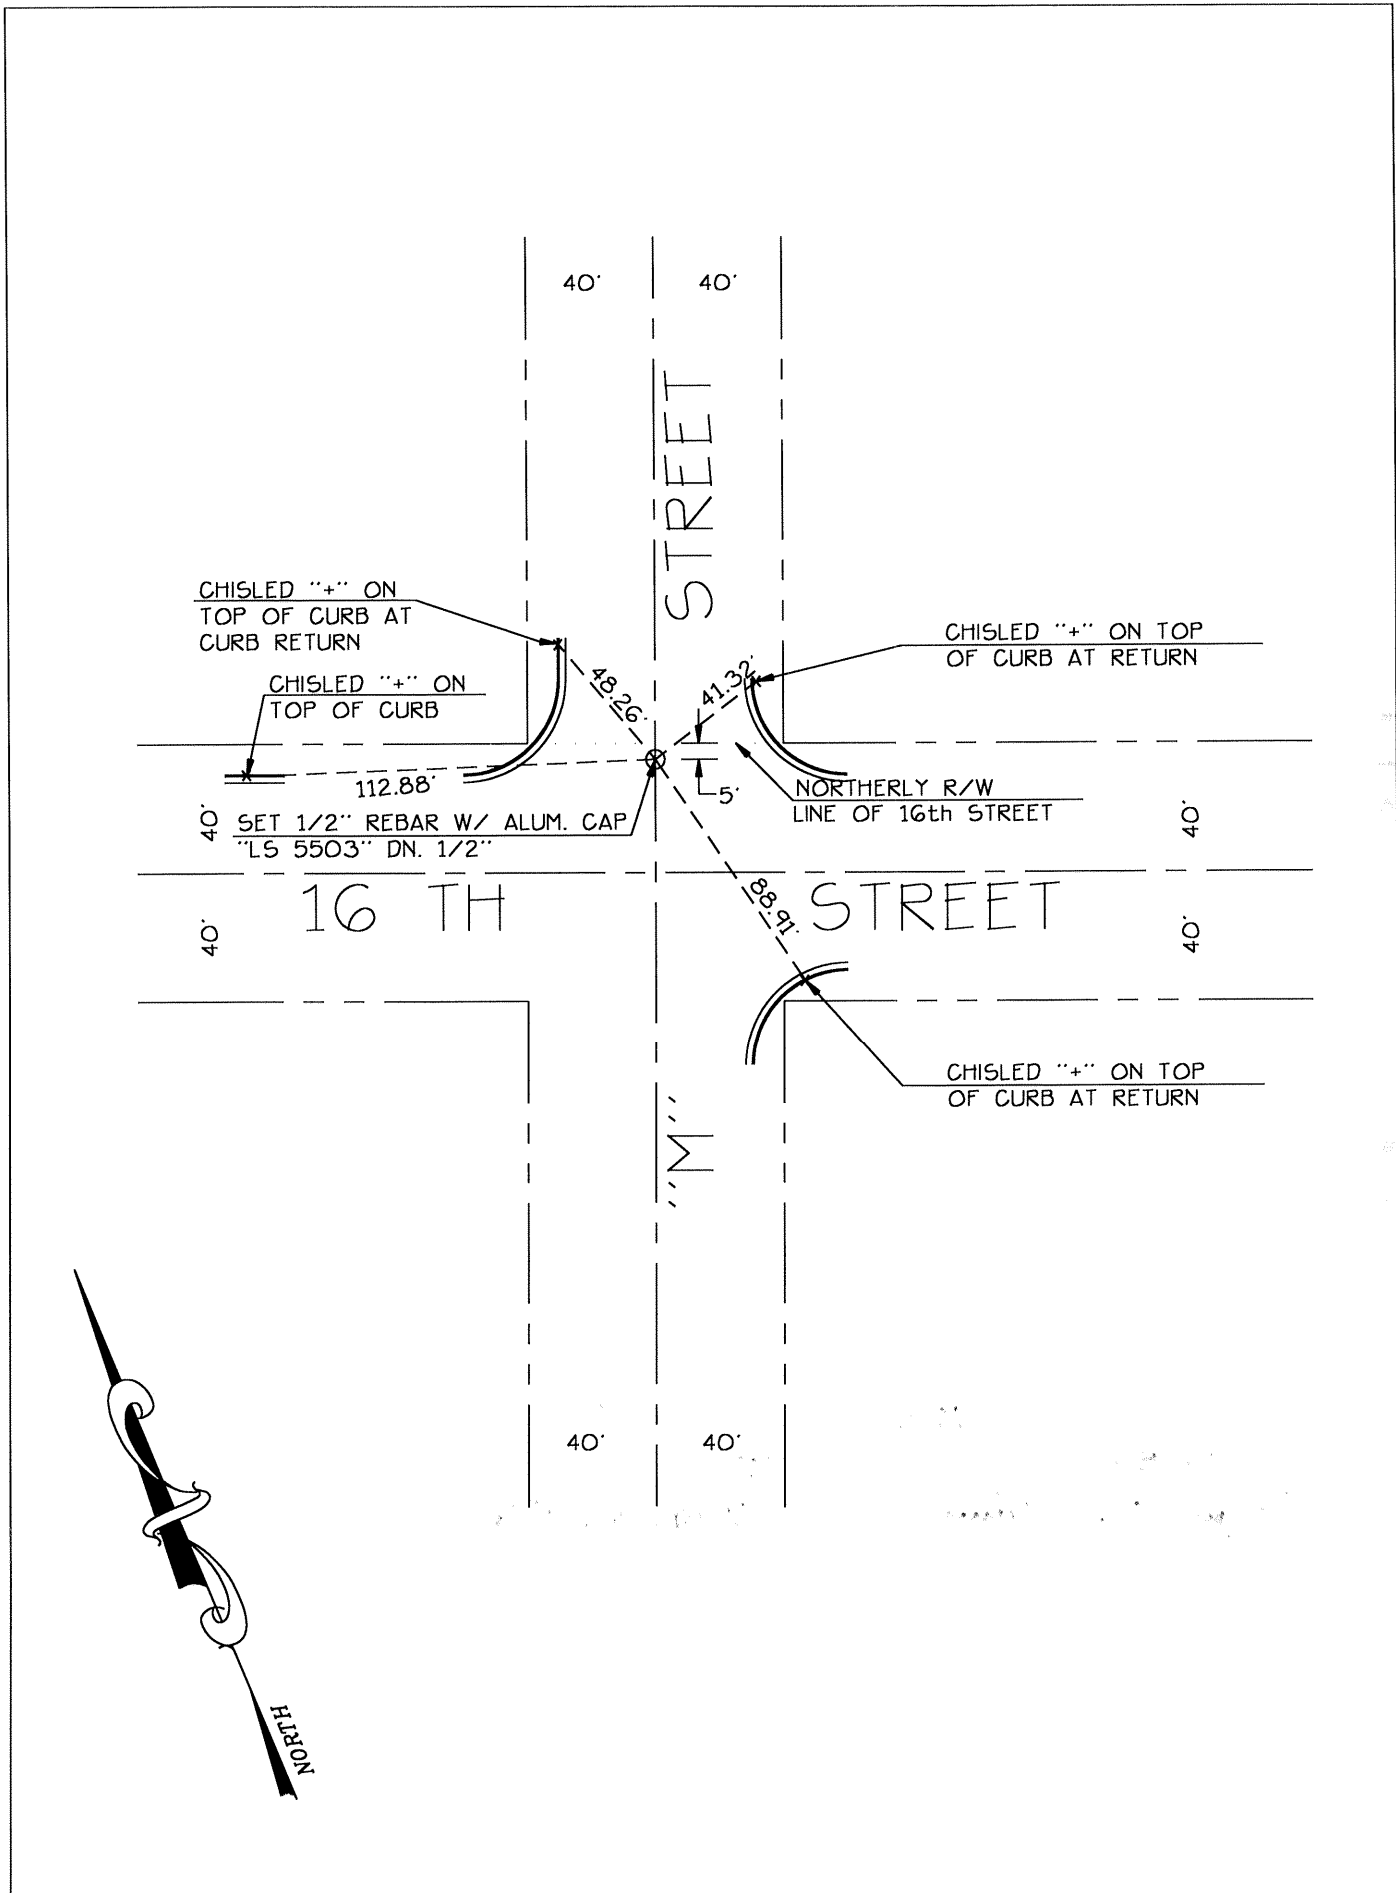 40'
40'
STREET
CHISLED "+" ON
TOP OF CURB AT
CURB RETURN
CHISLED "+" ON TOP
OF CURB AT RETURN
CHISLED "+" ON
TOP OF CURB
48.26'
41.32'
112.88'
5'
NORTHERLY R/W
LINE OF 16th STREET
40'
SET 1/2" REBAR W/ ALUM. CAP
"LS 5503" DN. 1/2"
40'
16 TH
STREET
88.91'
40'
40'
CHISLED "+" ON TOP
OF CURB AT RETURN
"M"
40'
40'
NORTH